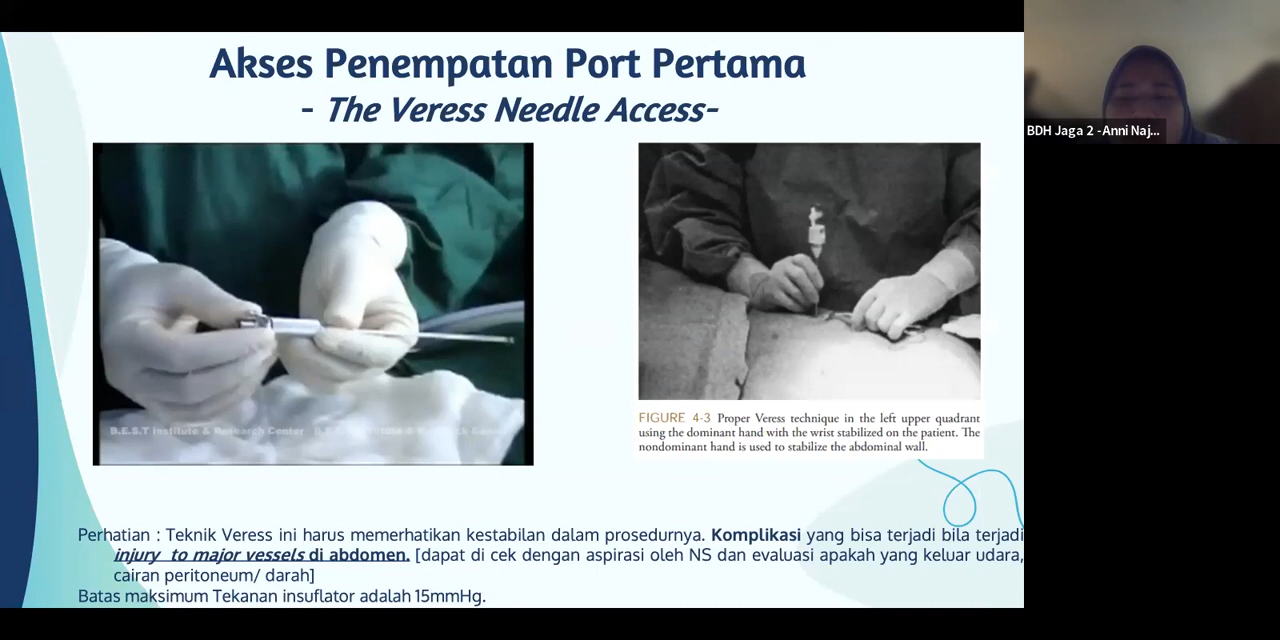 Akses Penempatan Port Pertama
- The Veress Needle Access-
BDH Jaga 2 -Anni Naj...
B.E.S.T Institute & Research Center
FIGURE 4-3 Proper Veress technique in the left upper quadrant
using the dominant hand with the wrist stabilized on the patient. The
nondominant hand is used to stabilize the abdominal wall.
Perhatian : Teknik Veress ini harus memerhatikan kestabilan dalam prosedurnya. Komplikasi yang bisa terjadi bila terjadi
injury to major vessels di abdomen. [dapat di cek dengan aspirasi oleh NS dan evaluasi apakah yang keluar udara,
cairan peritoneum/ darah]
Batas maksimum Tekanan insuflator adalah 15mmHg.